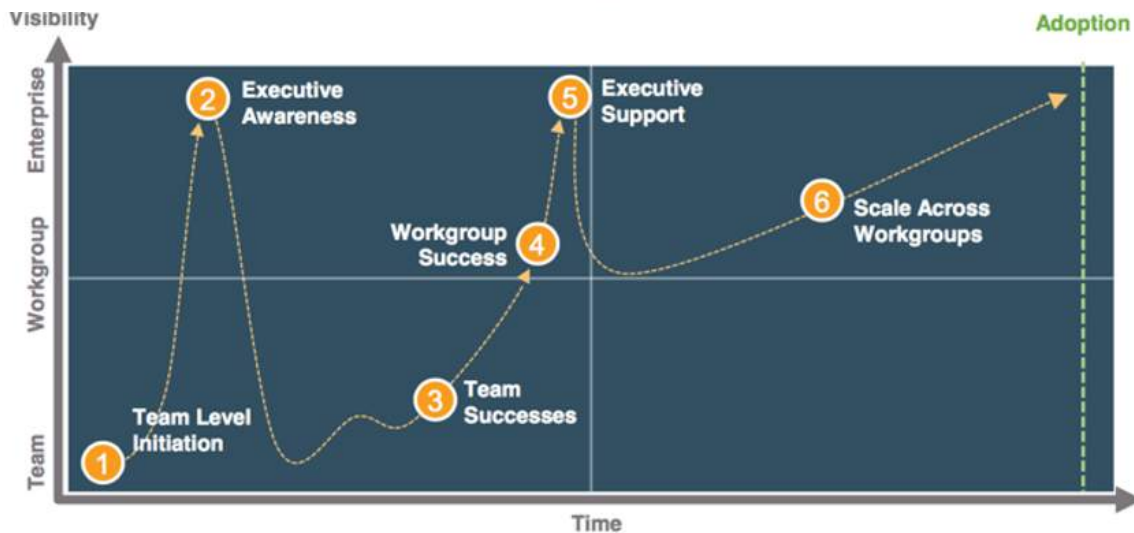 Visibility
Adoption
Enterprise
Workgroup
Team
2
Executive
Awareness
5
Executive
Support
6
Scale Across
Workgroups
Workgroup
Success
4
3
Team
Successes
Team Level
Initiation
1
Time